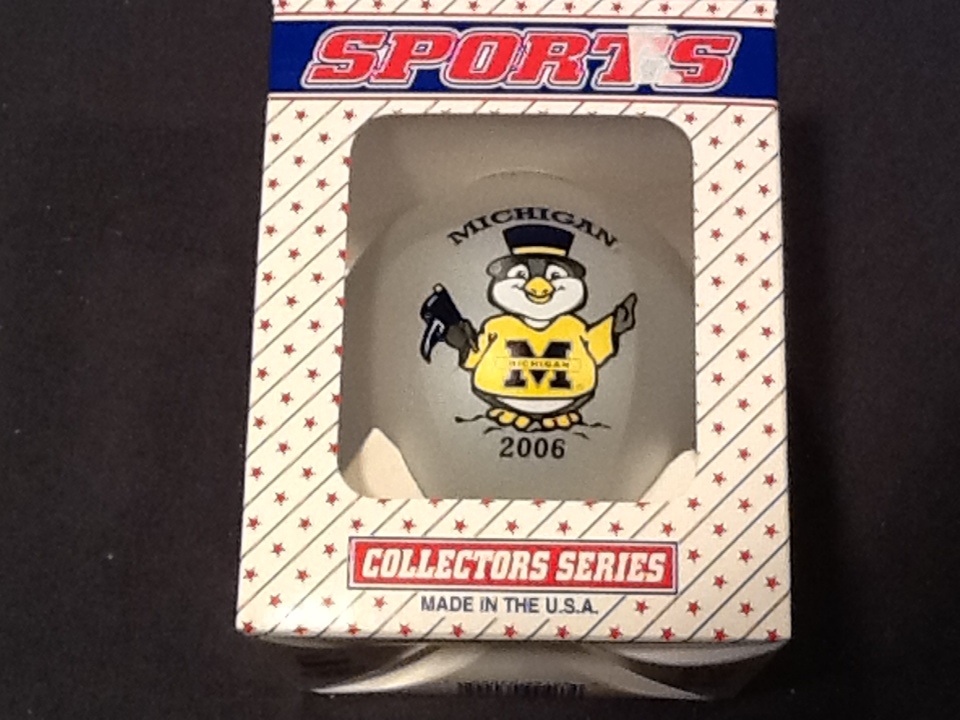 SPORTS
MICHIGAN
M
MICHIGAN
2006
COLLECTORS SERIES
MADE IN THE U.S.A.